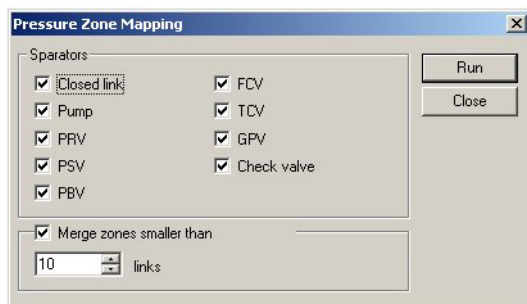 Pressure Zone Mapping
Sparators
Closed link
FCV
Pump
TCV
PRV
GPV
PSV
Check valve
PBV
Merge zones smaller than
10 links
Run
Close